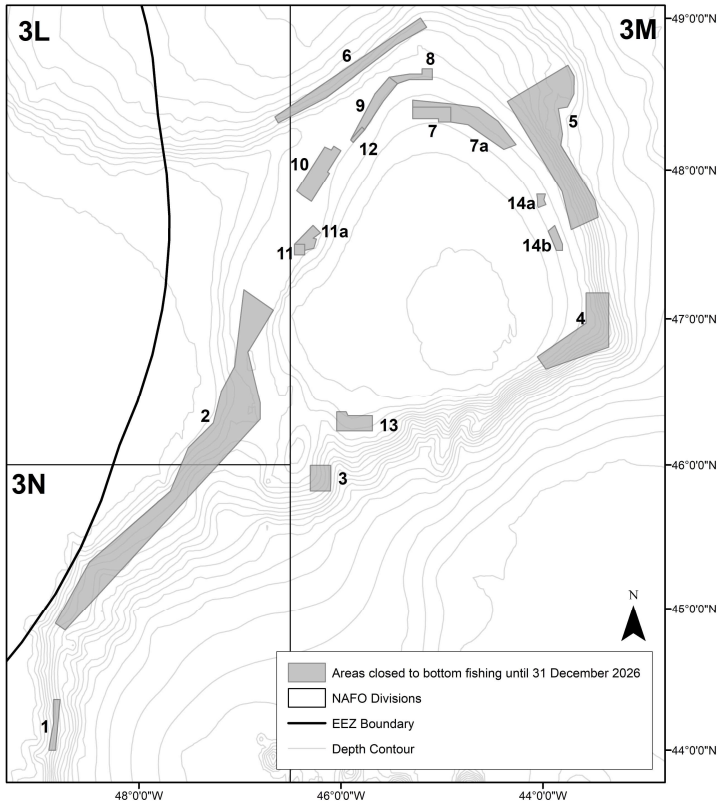 3L
3M
49°0'0"N
6
8
9
5
7
12
7a
10
48°0'0"N
14a
11a
14b
11
47°0'0"N
4
2
13
46°0'0"N
3N
3
N
45°0'0"N
Areas closed to bottom fishing until 31 December 2026
NAFO Divisions
1
EEZ Boundary
Depth Contour
44°0'0"N
48°0'0"W
46°0'0"W
44°0'0"W